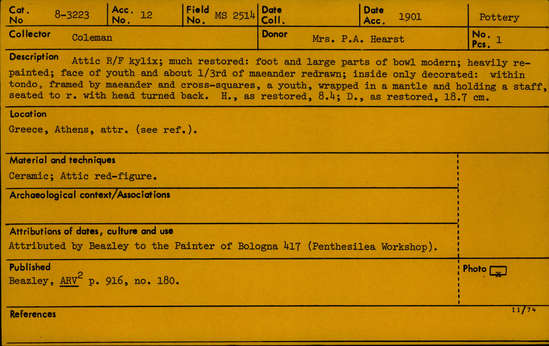 Cat. No 8-3223 Acc. No. 12 Field No. MS 2514 Date Coll. Date Acc. 1901 Pottery
Collector Coleman Donor Mrs. P.A. Hearst No. Pcs. 1
Description Attic R/F kylix; much restored: foot and large parts of bowl modern; heavily re-
painted; face of youth and about 1/3rd of maeander redrawn; inside only decorated: within
tondo, framed by maeander and cross-squares, a youth, wrapped in a mantle and holding a staff,
seated to r. with head turned back. H., as restored, 8.4; D., as restored, 18.7 cm.
Location
Greece, Athens, attr. (see ref.).
Material and techniques
Ceramic; Attic red-figure.
Archaeological context/Associations
Attributions of dates, culture and use
Attributed by Beazley to the Painter of Bologna 417 (Penthesilea Workshop).
Published Photo x
Beazley, ARV² p. 916, no. 180.
References 11/74